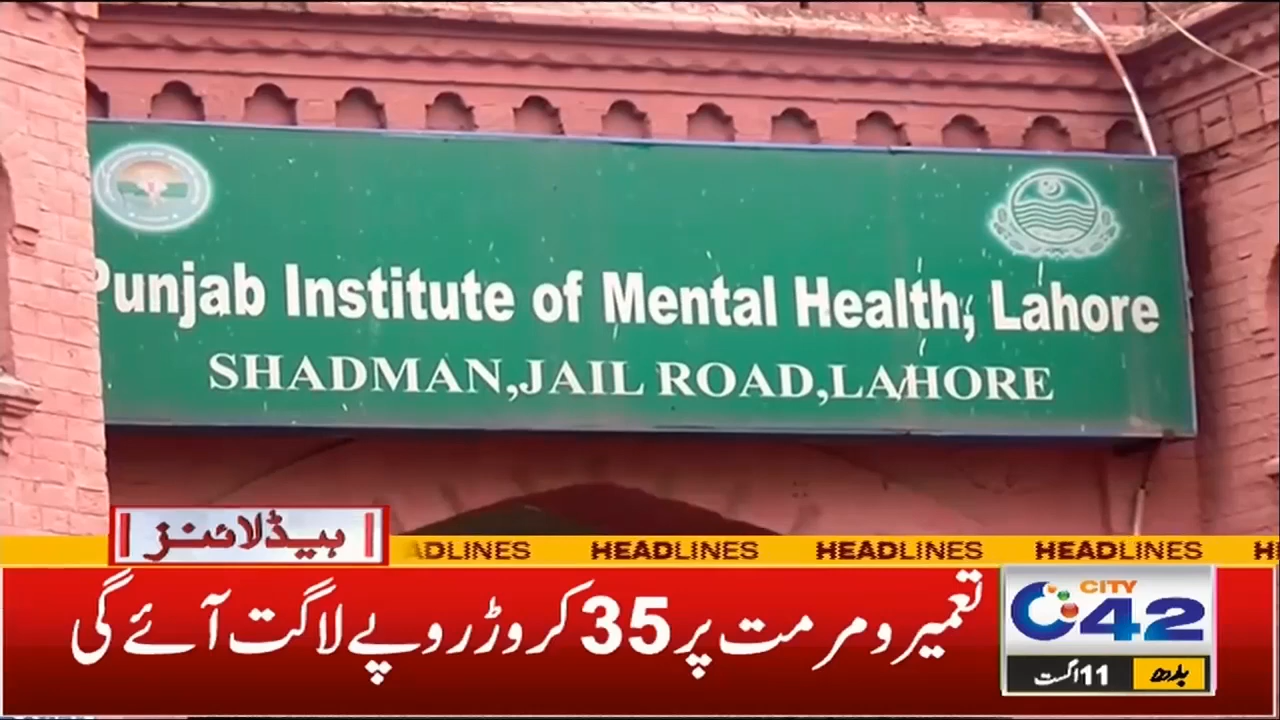 Punjab Institute of Mental Health, Lahore
SHADMAN,JAIL ROAD,LAHORE
ہیڈلائنز
ADLINES HEADLINES HEADLINES HEADLINES H
تعمیر و مرمت پر 35 کروڑ روپے لاگت آئے گی
CITY
42
بدھ 11 اگست